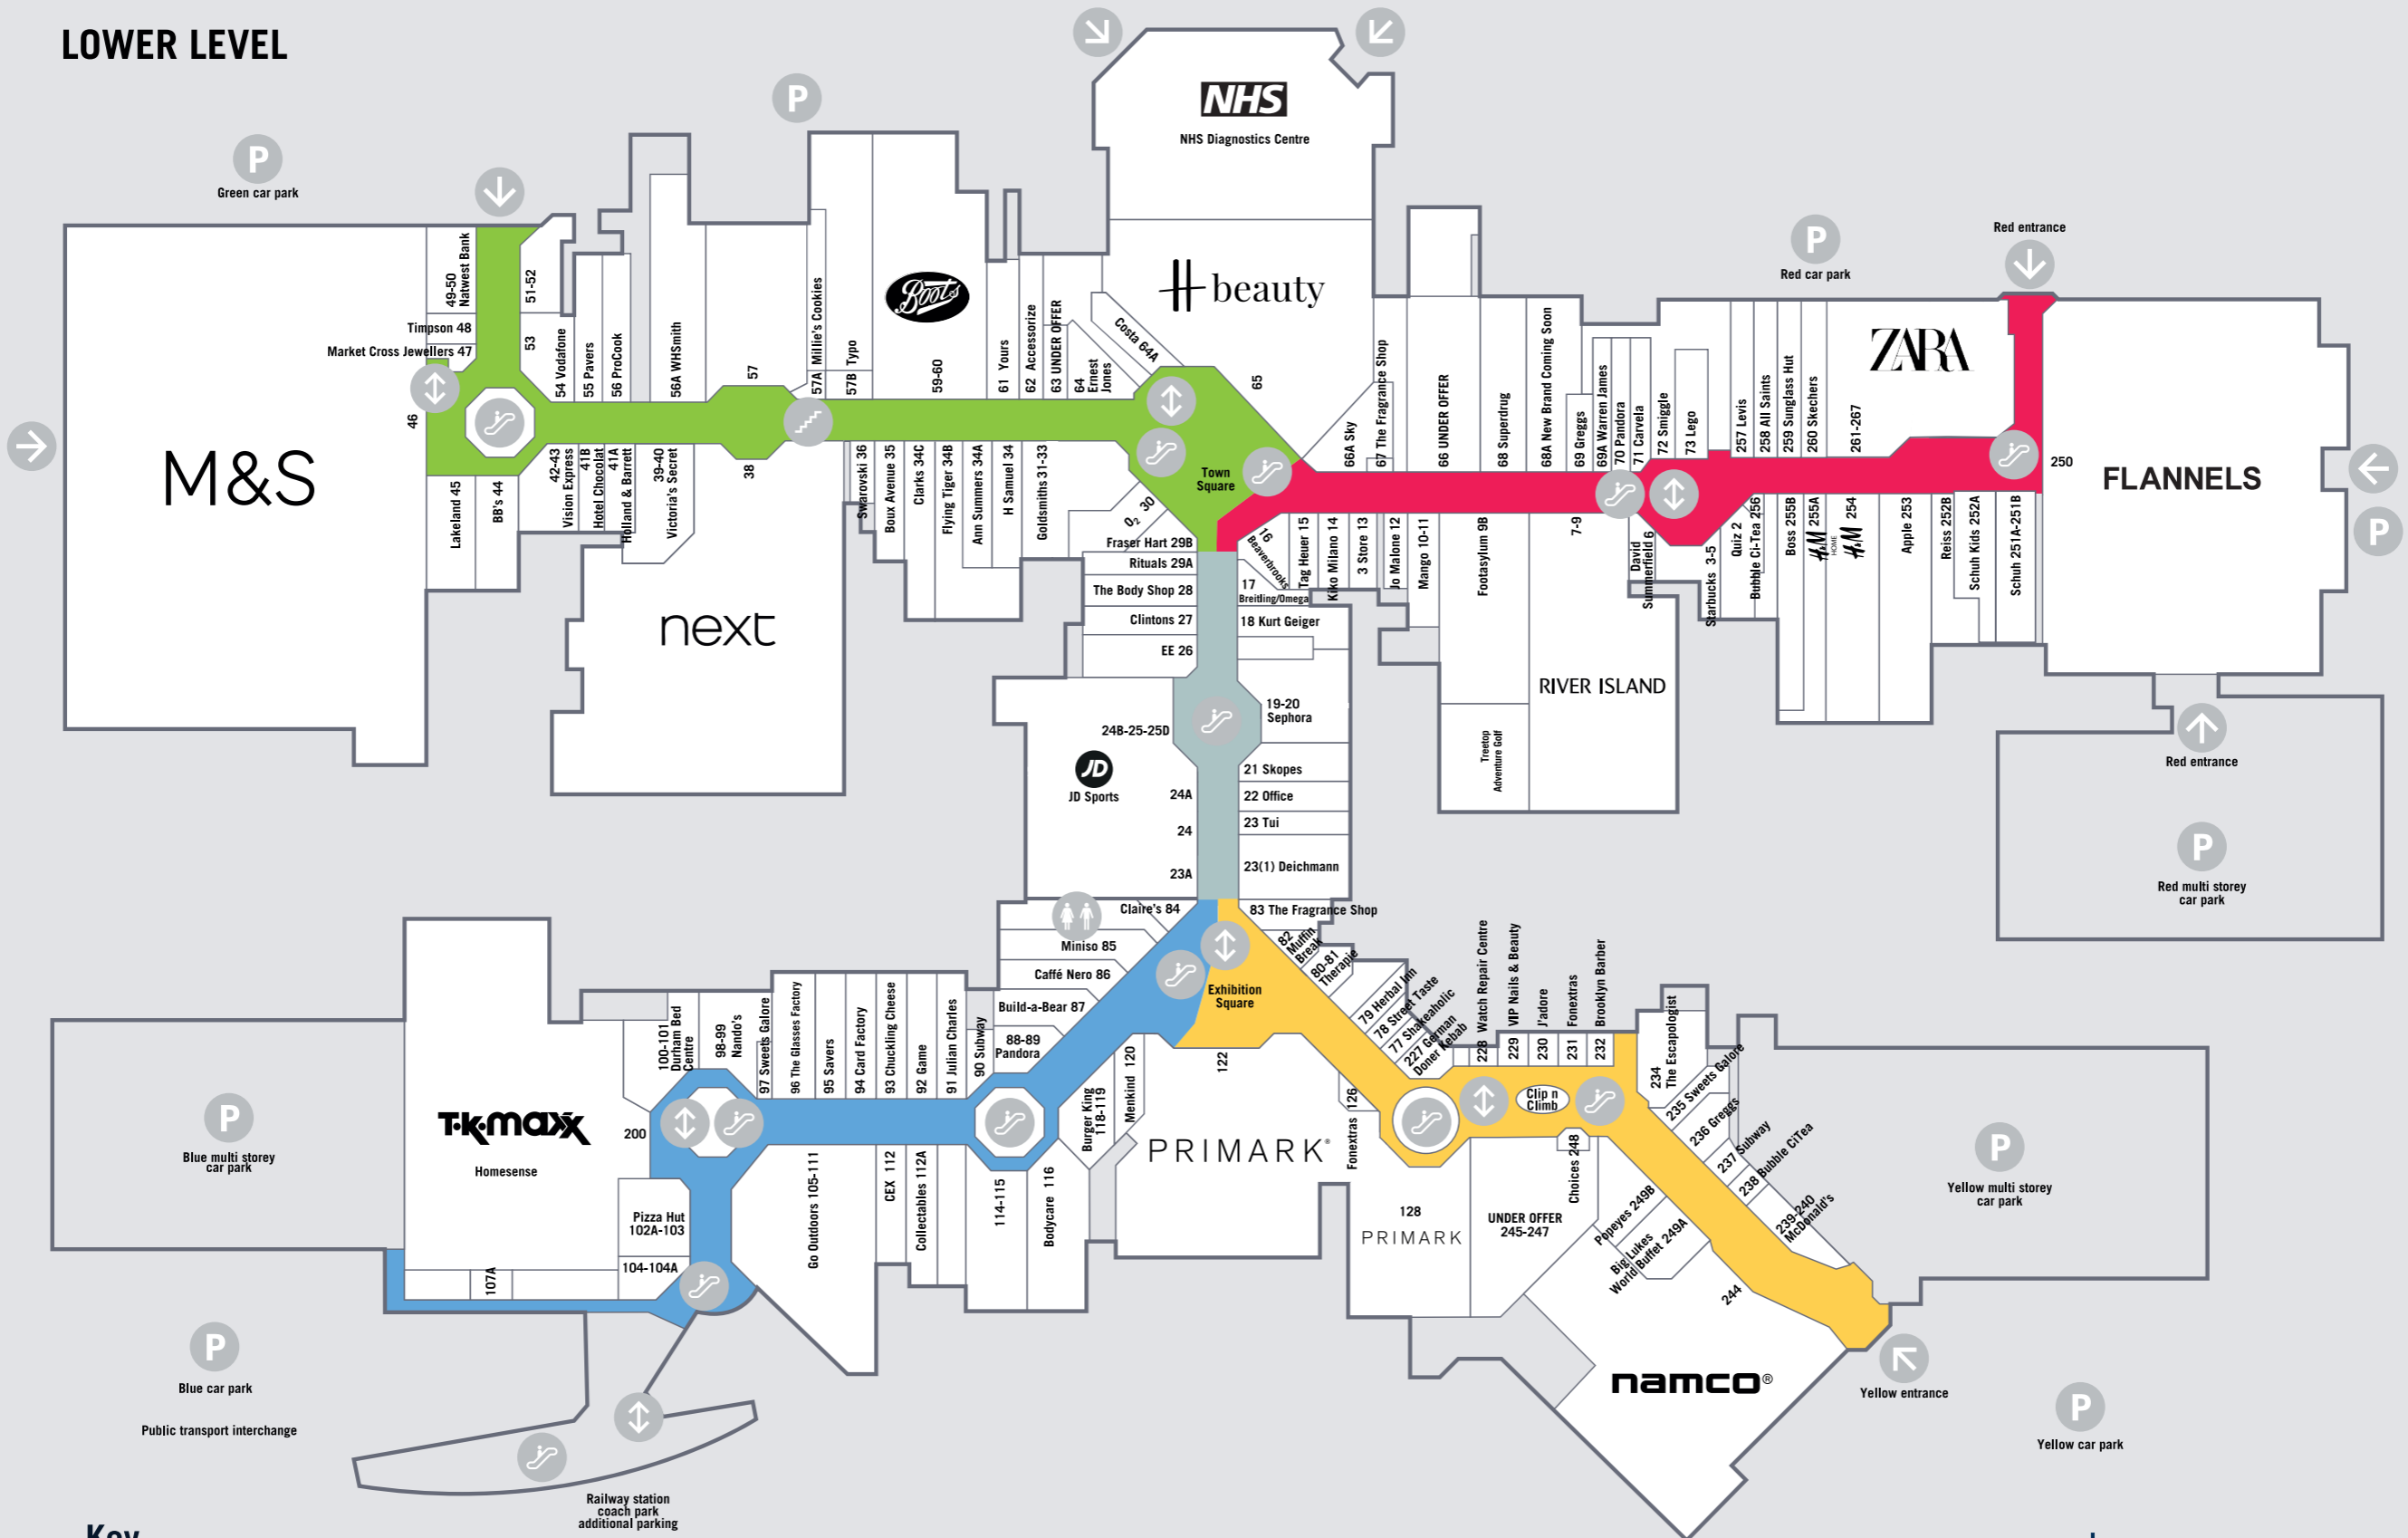 LOWER LEVEL
P
Green car park
P
NHS
NHS Diagnostics Centre
P
Red car park
Red entrance
M&S
46
49-50
Natwest Bank
Timpson 48
Market Cross Jewellers 47
51-52
53
54 Vodafone
55 Pavers
56 ProCook
56A WHSmith
57
57A Millie's Cookies
57B Typo
Boots
59-60
61 Yours
62 Accessorize
63 UNDER OFFER
64
Ernest
Jones
Costa 64A
H beauty
65
66A Sky
67 The Fragrance Shop
66 UNDER OFFER
68 Superdrug
68A New Brand Coming Soon
69 Greggs
69A Warren James
70 Pandora
71 Carvela
72 Smiggle
73 Lego
257 Levis
258 All Saints
259 Sunglass Hut
260 Skechers
ZARA
261-267
250
FLANNELS
P
Lakeland 45
BB's 44
42-43
Vision Express
41B
Hotel Chocolat
41A
Holland & Barrett
39-40
Victoria's Secret
38
next
Swarovski 36
Boux Avenue 35
Clarks 34C
Flying Tiger 34B
Ann Summers 34A
H Samuel 34
Goldsmiths 31-33
O2 30
Town
Square
Fraser Hart 29B
Rituals 29A
The Body Shop 28
Clintons 27
EE 26
16
Beaverbrooks
17
Breitling/Omega
18 Kurt Geiger
Tag Heuer 15
Kiko Milano 14
3 Store 13
Jo Malone 12
Mango 10-11
Footasylum 9B
7-9
RIVER ISLAND
Treetop
Adventure Golf
David
Summerfield 6
Starbucks 3-5
Quiz 2
Bubble Ci-Tea 256
Boss 255B
H&M 255A
HOME
H&M 254
Apple 253
Reiss 252B
Schuh Kids 252A
Schuh 251A-251B
Red entrance
P
Red multi storey
car park
24B-25-25D
JD
JD Sports
24A
24
23A
19-20
Sephora
21 Skopes
22 Office
23 Tui
23(1) Deichmann
Claire's 84
Miniso 85
Caffé Nero 86
Build-a-Bear 87
88-89
Pandora
83 The Fragrance Shop
82
Muffin
Break
80-81
Therapie
79 Herbal Inn
78 Street Taste
77 Shakeaholic
227 German
Doner Kebab
Exhibition
Square
228 Watch Repair Centre
229 VIP Nails & Beauty
230 J'adore
231 Fonextras
232 Brooklyn Barber
Clip n
Climb
234
The Escapologist
235 Sweets Galore
236 Greggs
237 Subway
238 Bubble CiTea
239-240
McDonald's
P
Yellow multi storey
car park
P
Blue multi storey
car park
T·K·maxx
Homesense
200
100-101
Durham Bed
Centre
98-99
Nando's
97 Sweets Galore
96 The Glasses Factory
95 Savers
94 Card Factory
93 Chuckling Cheese
92 Game
91 Julian Charles
90 Subway
Pizza Hut
102A-103
104-104A
107A
Go Outdoors 105-111
CEX 112
Collectables 112A
114-115
Bodycare 116
Burger King
118-119
Menkind 120
122
PRIMARK®
Fonextras 126
128
PRIMARK
UNDER OFFER
245-247
Choices 248
Popeyes 249B
Big Lukes
World Buffet 249A
244
namco®
Yellow entrance
P
Yellow car park
P
Blue car park
Public transport interchange
Railway station
coach park
additional parking
Key